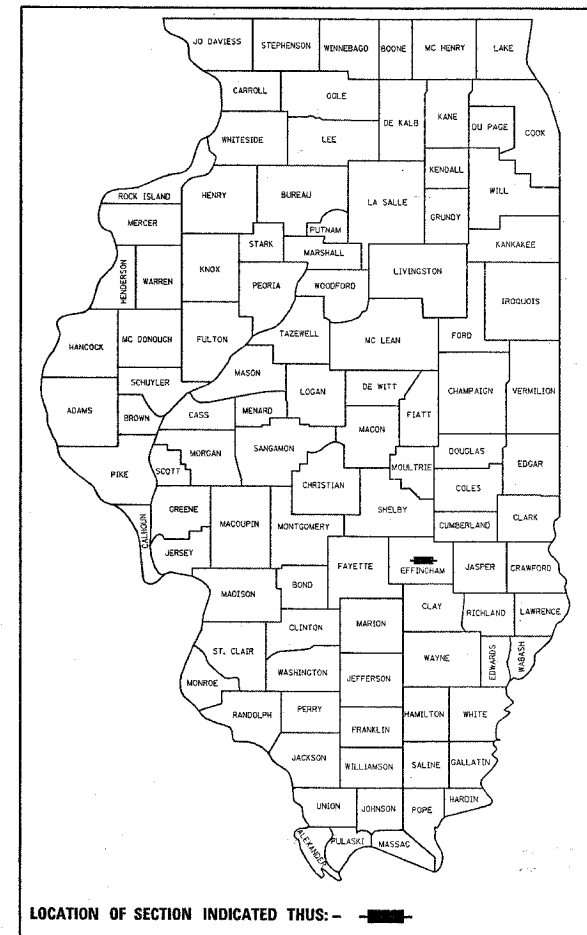 JO DAVIESS STEPHENSON WINNEBAGO BOONE MC HENRY LAKE
CARROLL OGLE DE KALB KANE DU PAGE COOK
WHITESIDE LEE KENDALL WILL
ROCK ISLAND HENRY BUREAU LA SALLE GRUNDY
MERCER PUTNAM KANKAKEE
HENDERSON WARREN KNOX STARK MARSHALL LIVINGSTON
PEORIA WOODFORD IROQUOIS
HANCOCK MC DONOUGH FULTON TAZEWELL MC LEAN FORD
SCHUYLER MASON LOGAN DE WITT CHAMPAIGN VERMILION
ADAMS BROWN CASS MENARD MACON FIATT
PIKE SCOTT MORGAN SANGAMON CHRISTIAN MOULTRIE DOUGLAS EDGAR
COLES
CALHOUN GREENE MACOUPIN MONTGOMERY SHELBY CUMBERLAND CLARK
JERSEY FAYETTE EFFINGHAM JASPER CRAWFORD
MADISON BOND CLAY RICHLAND LAWRENCE
CLINTON MARION
ST. CLAIR WAYNE EDWARDS WABASH
MONROE WASHINGTON JEFFERSON
RANDOLPH PERRY FRANKLIN HAMILTON WHITE
JACKSON WILLIAMSON SALINE GALLATIN
UNION JOHNSON POPE HARDIN
ALEXANDER PULASKI MASSAC
LOCATION OF SECTION INDICATED THUS: -